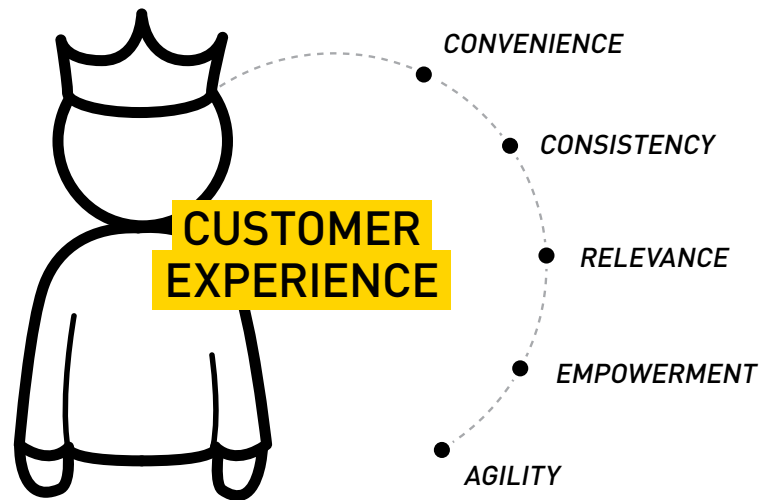 CONVENIENCE
CONSISTENCY
CUSTOMER
EXPERIENCE
RELEVANCE
EMPOWERMENT
AGILITY